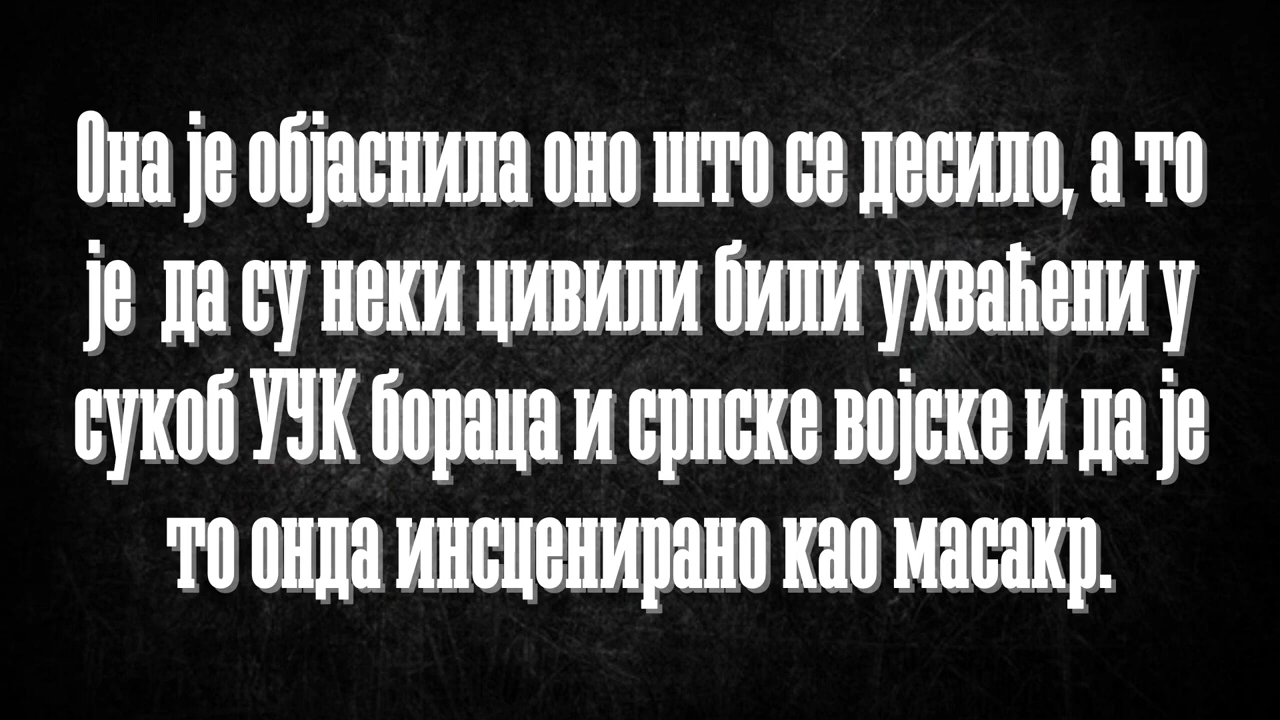 Она је објаснила оно што се десило, а то
је да су неки цивили били ухваћени у
сукоб УЧК бораца и српске војске и да је
то онда инсценирано као масакр.